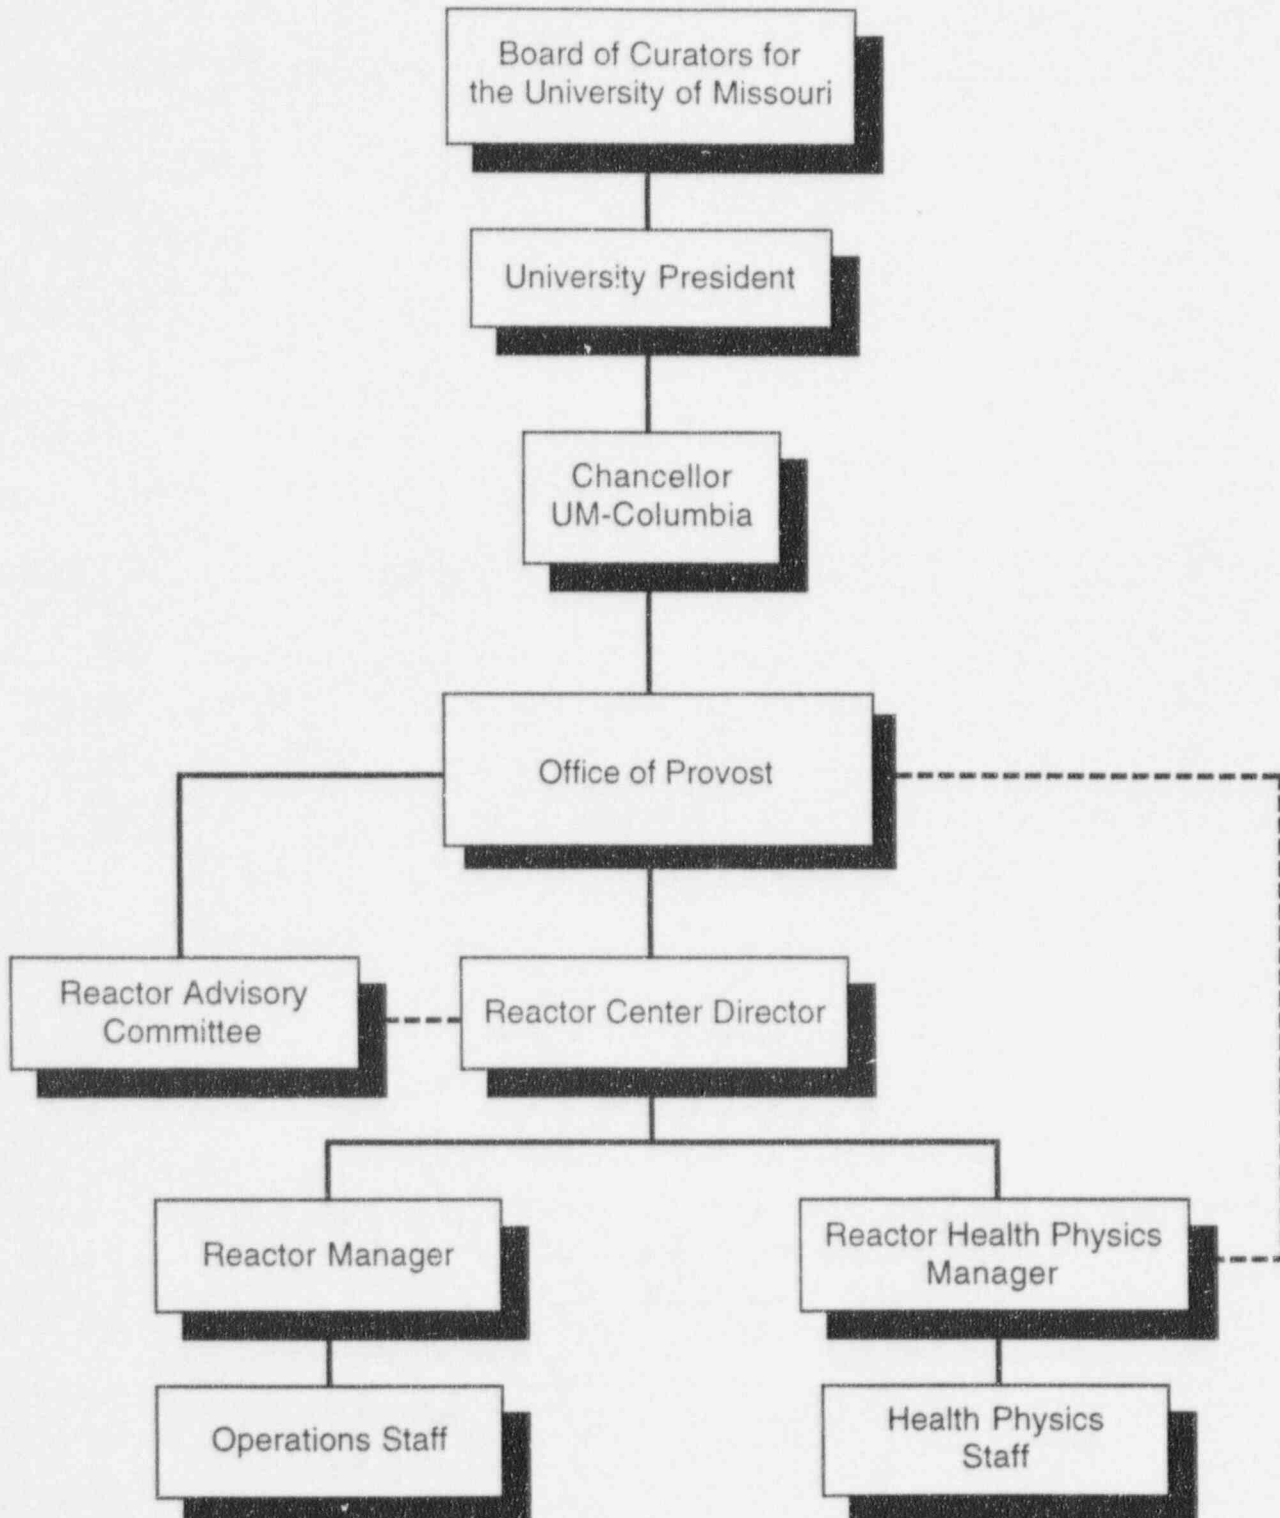 Board of Curators for
the University of Missouri
University President
Chancellor
UM-Columbia
Office of Provost
Reactor Advisory
Committee
Reactor Center Director
Reactor Manager
Reactor Health Physics
Manager
Operations Staff
Health Physics
Staff